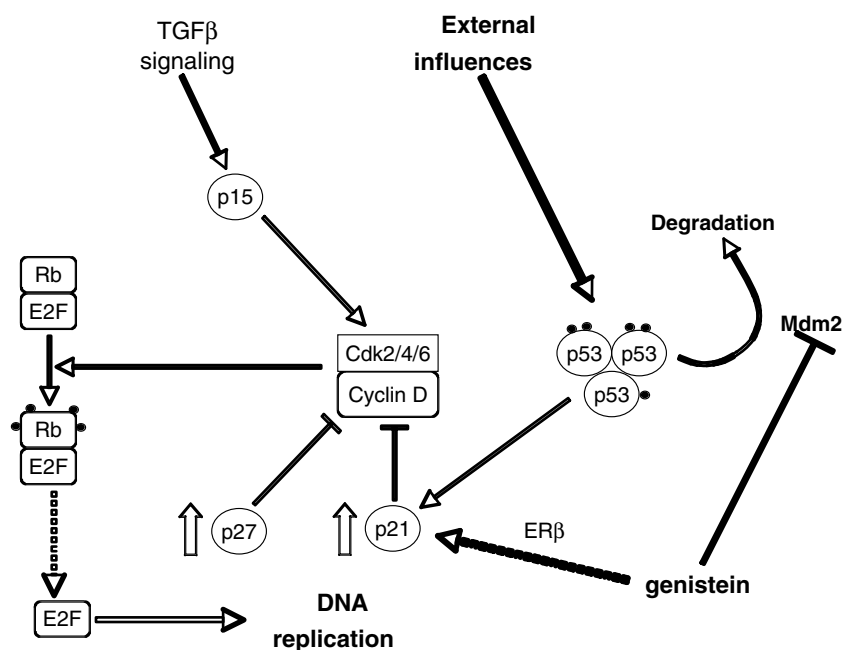 TGFβ
signaling
External
influences
p15
Degradation
Rb
E2F
Mdm2
Cdk2/4/6
Cyclin D
p53
p53
p53
Rb
E2F
p27
p21
ERβ
genistein
E2F
DNA
replication